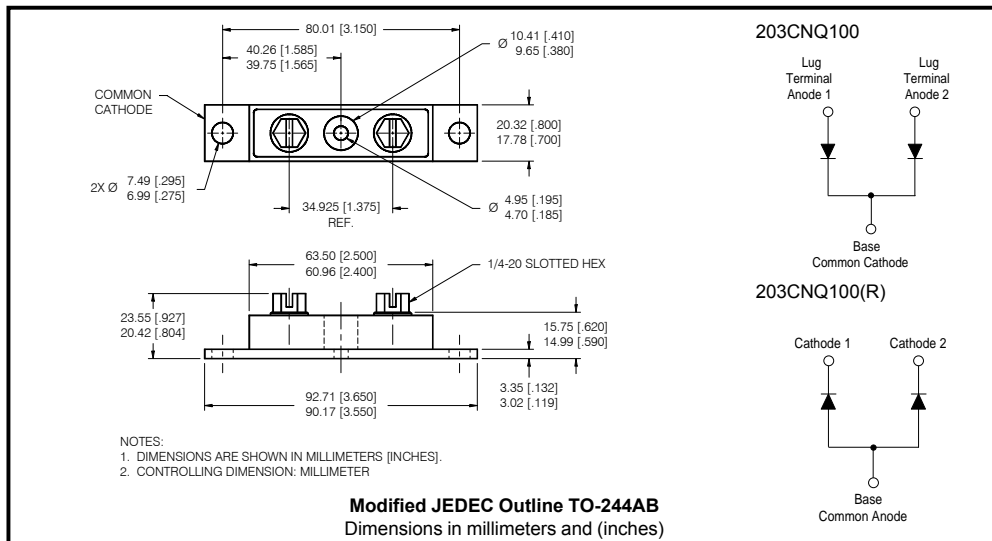 80.01 [3.150]
40.26 [1.585]
39.75 [1.565]
Ø 10.41 [.410]
9.65 [.380]
COMMON
CATHODE
20.32 [.800]
17.78 [.700]
2X Ø 7.49 [.295]
6.99 [.275]
34.925 [1.375]
REF.
Ø 4.95 [.195]
4.70 [.185]
63.50 [2.500]
60.96 [2.400]
1/4-20 SLOTTED HEX
23.55 [.927]
20.42 [.804]
15.75 [.620]
14.99 [.590]
3.35 [.132]
3.02 [.119]
92.71 [3.650]
90.17 [3.550]
NOTES:
1. DIMENSIONS ARE SHOWN IN MILLIMETERS [INCHES].
2. CONTROLLING DIMENSION: MILLIMETER
Modified JEDEC Outline TO-244AB
Dimensions in millimeters and (inches)
203CNQ100
Lug
Terminal
Anode 1
Lug
Terminal
Anode 2
Base
Common Cathode
203CNQ100(R)
Cathode 1
Cathode 2
Base
Common Anode